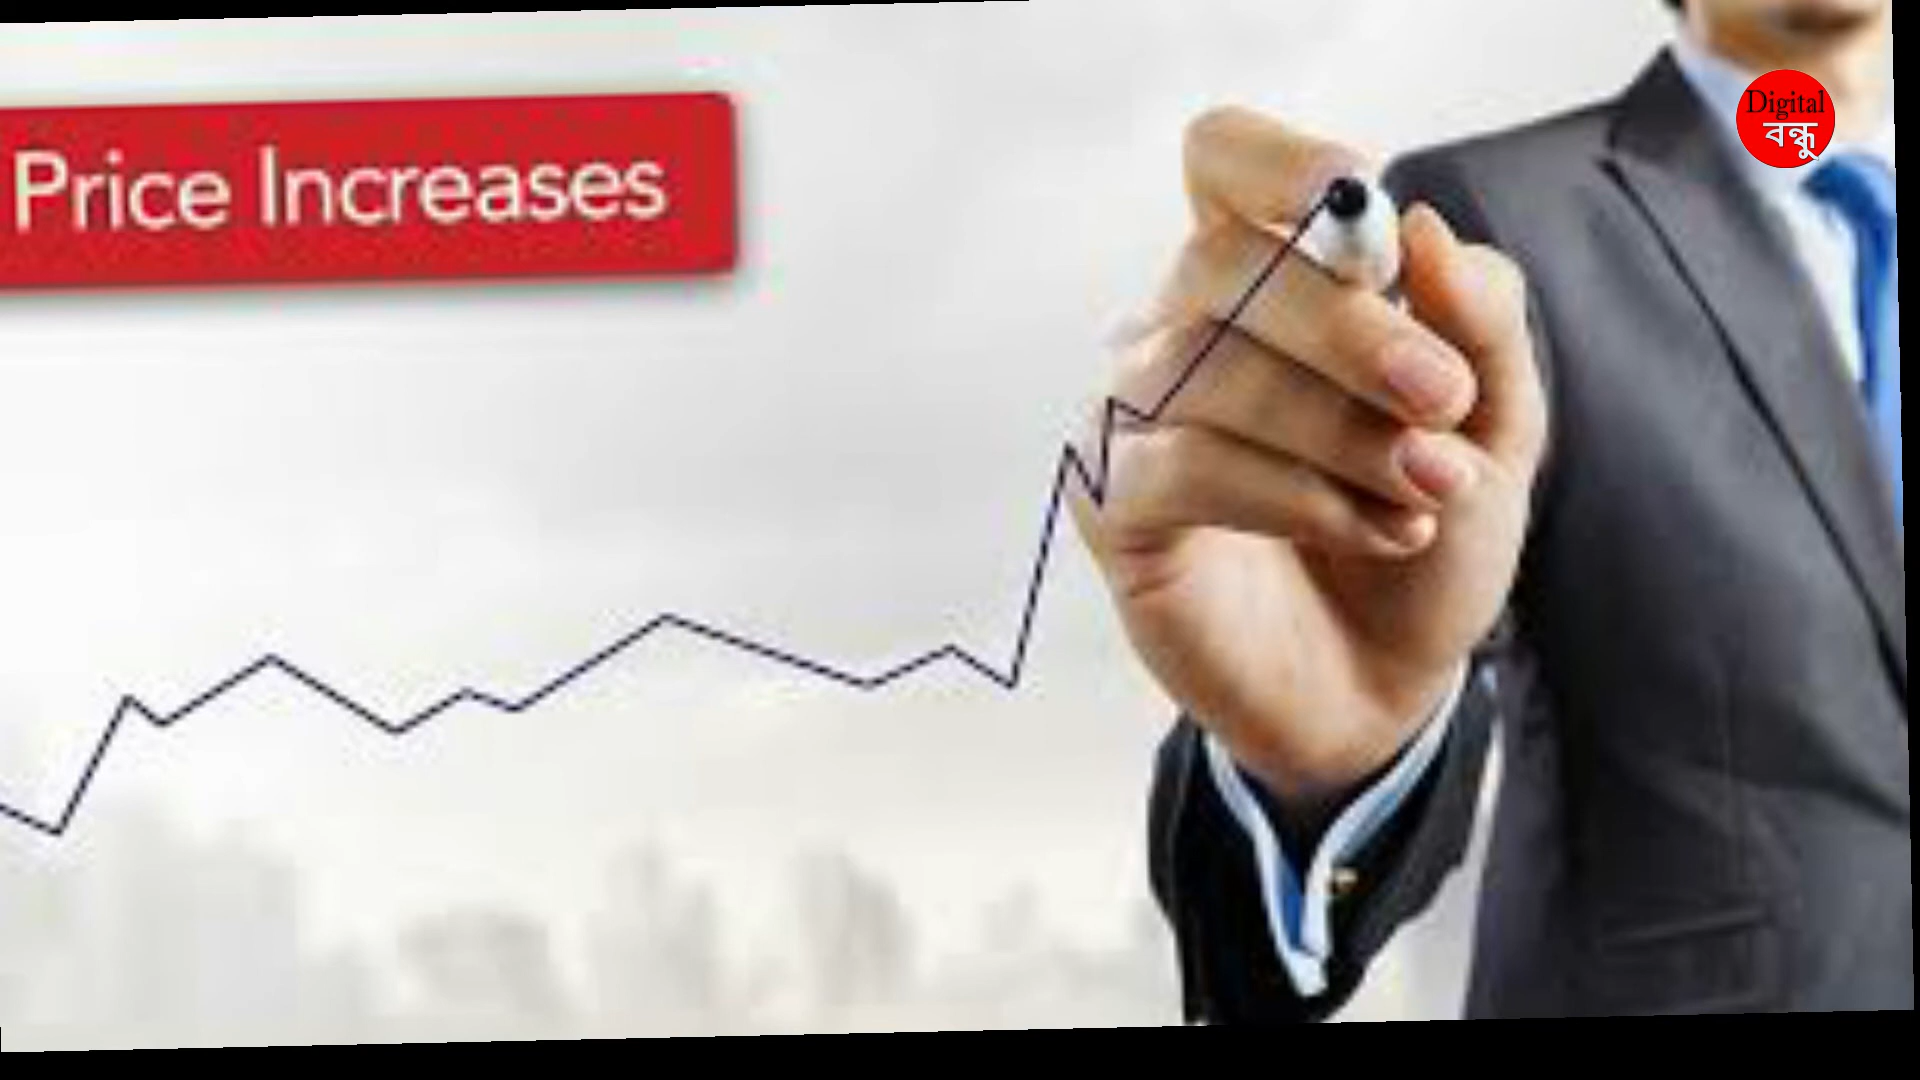 Price Increases
Digital
বন্ধু